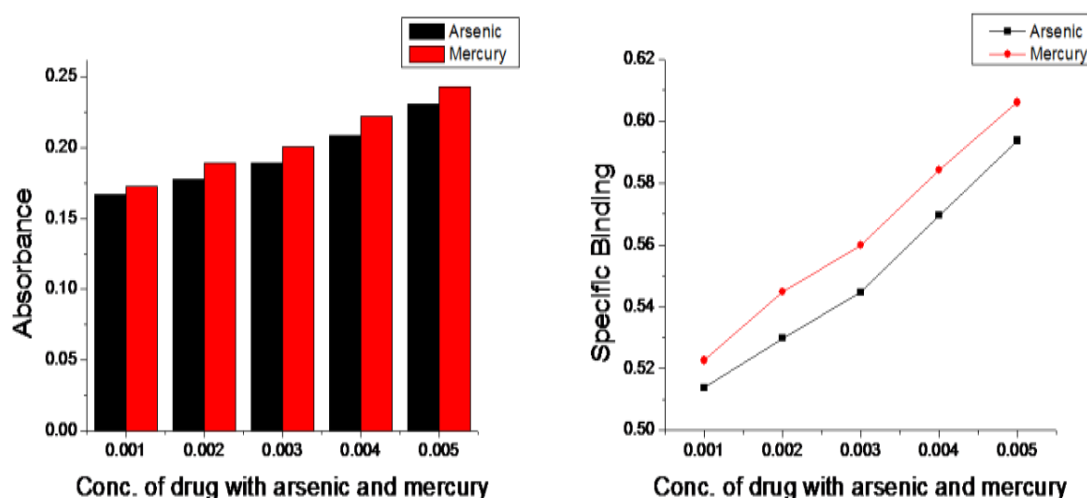 Arsenic
Mercury
0.25
0.20
0.15
0.10
0.05
0.00
Absorbance
0.001 0.002 0.003 0.004 0.005
Conc. of drug with arsenic and mercury
Arsenic
Mercury
0.62
0.60
0.58
0.56
0.54
0.52
0.50
Specific Binding
0.001 0.002 0.003 0.004 0.005
Conc. of drug with arsenic and mercury